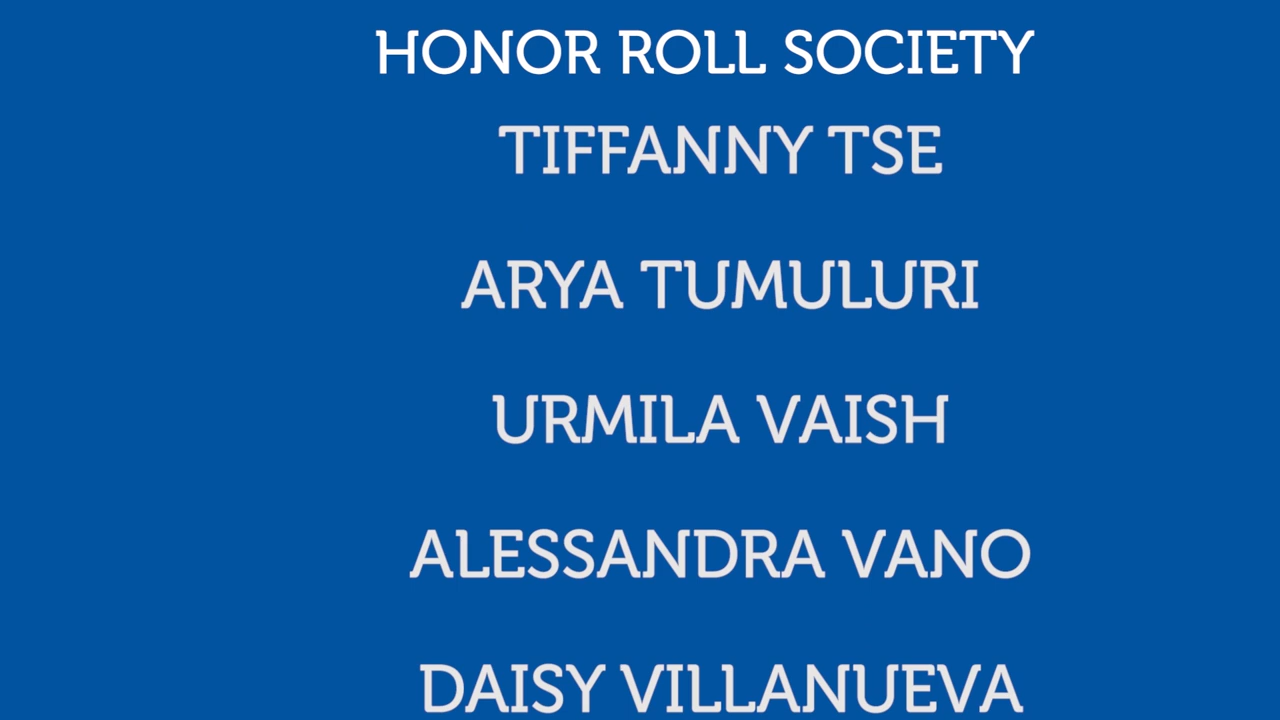 HONOR ROLL SOCIETY
TIFFANNY TSE
ARYA TUMULURI
URMILA VAISH
ALESSANDRA VANO
DAISY VILLANUEVA